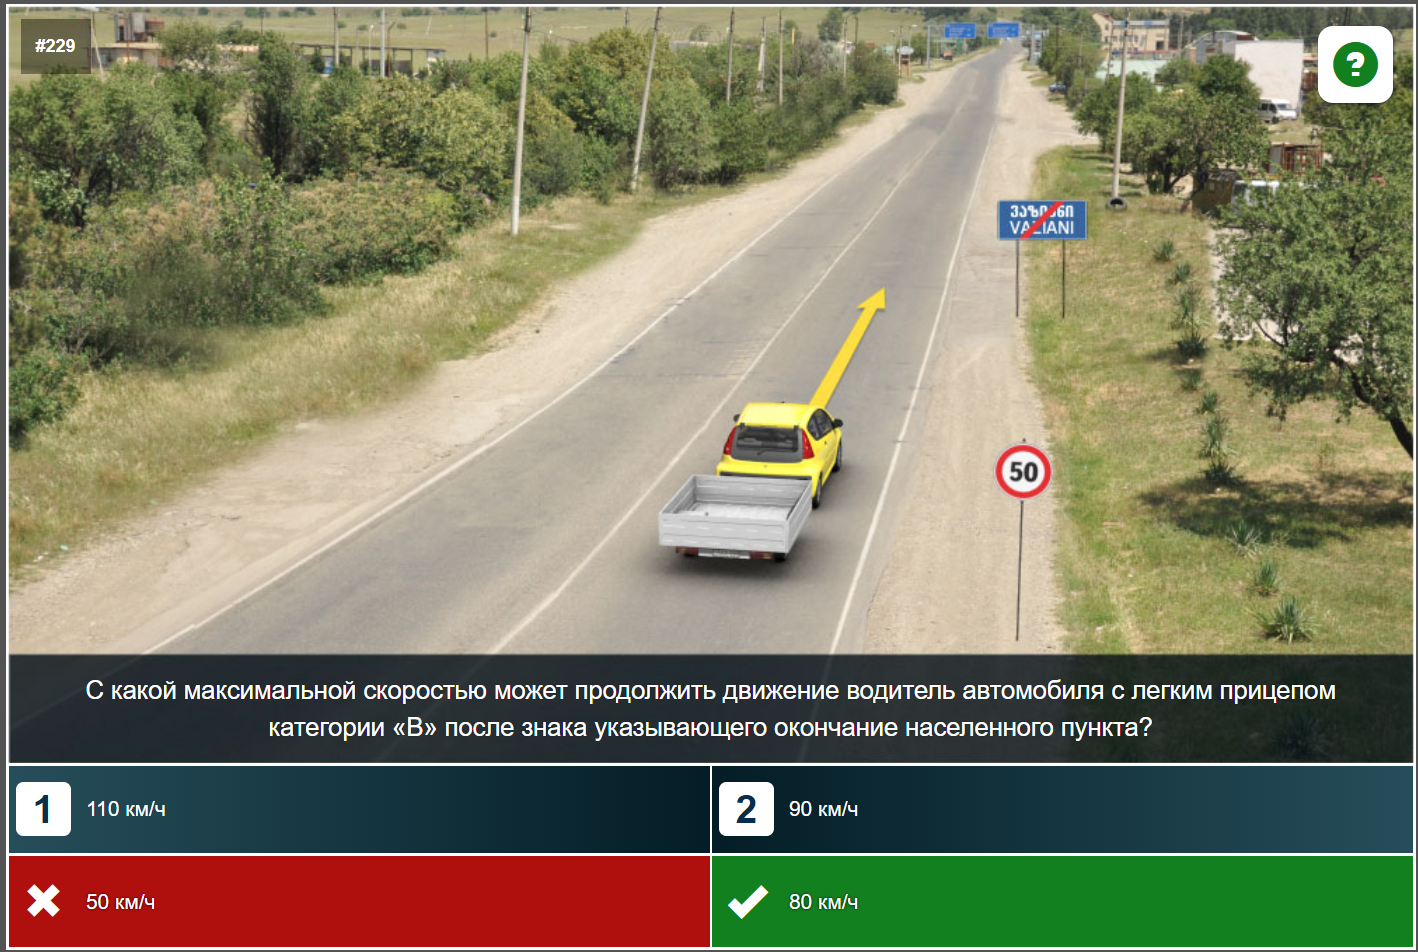 #229
?
ვაზიანი
VAZIANI
50
С какой максимальной скоростью может продолжить движение водитель автомобиля с легким прицепом
категории «B» после знака указывающего окончание населенного пункта?
1 110 км/ч
2 90 км/ч
50 км/ч
80 км/ч